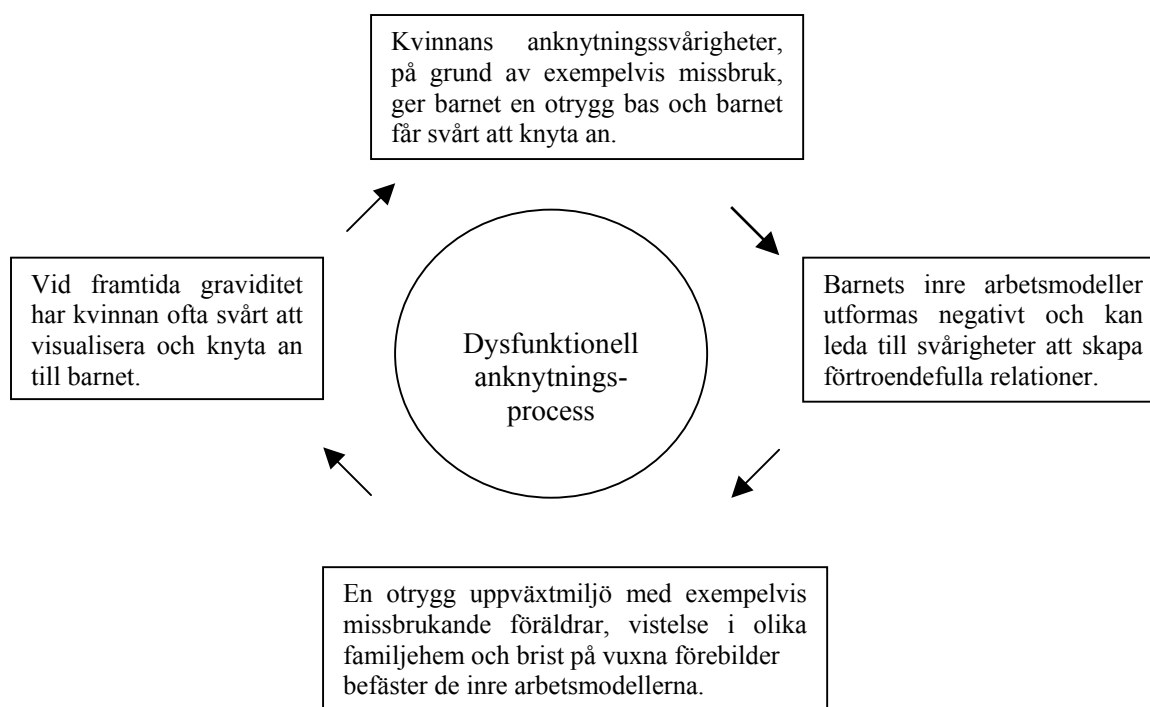 Kvinnans anknytningssvårigheter,
på grund av exempelvis missbruk,
ger barnet en otrygg bas och barnet
får svårt att knyta an.
Barnets inre arbetsmodeller
utformas negativt och kan
leda till svårigheter att skapa
förtroendefulla relationer.
En otrygg uppväxtmiljö med exempelvis
missbrukande föräldrar, vistelse i olika
familjehem och brist på vuxna förebilder
befäster de inre arbetsmodellerna.
Vid framtida graviditet
har kvinnan ofta svårt att
visualisera och knyta an
till barnet.
Dysfunktionell
anknytnings-
process